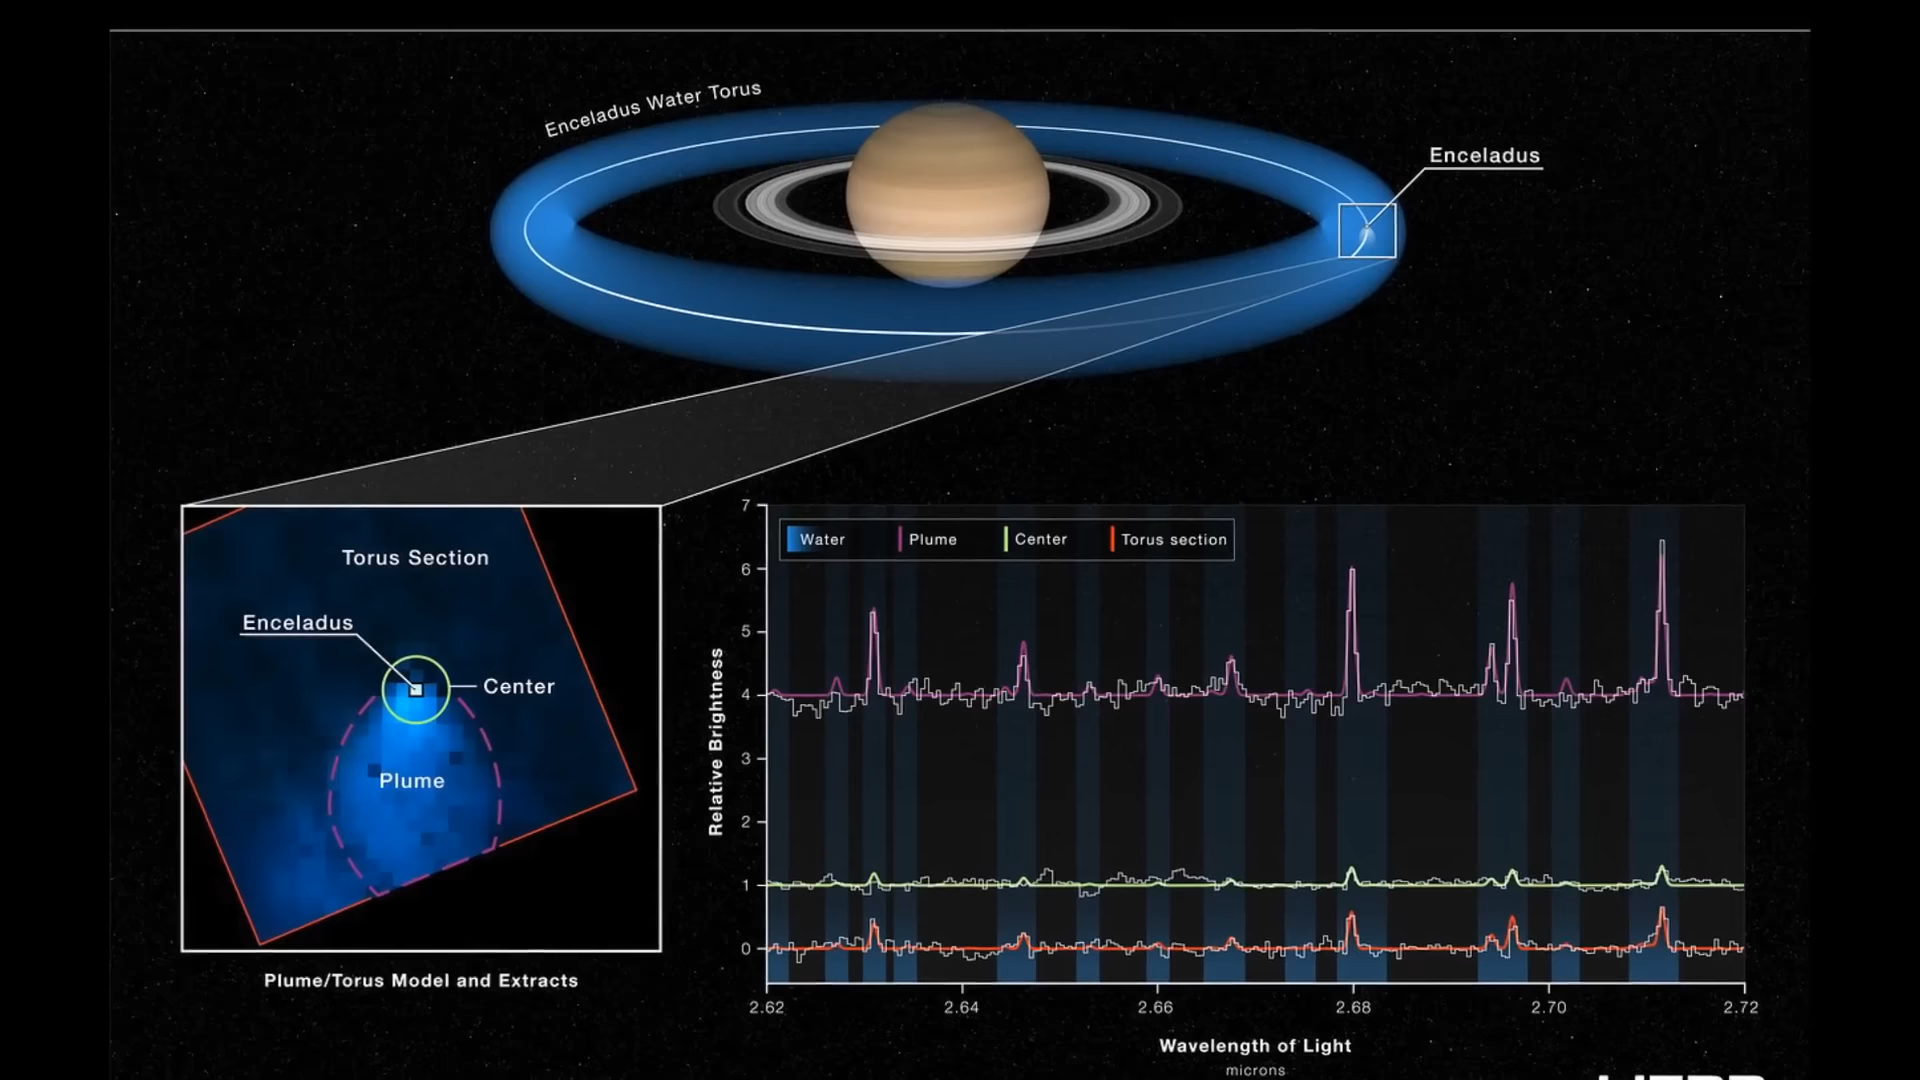 Enceladus Water Torus
Enceladus
Torus Section
Enceladus
Center
Plume
Plume/Torus Model and Extracts
Water Plume Center Torus section
7
6
5
4
3
2
1
0
Relative Brightness
2.62 2.64 2.66 2.68 2.70 2.72
Wavelength of Light
microns